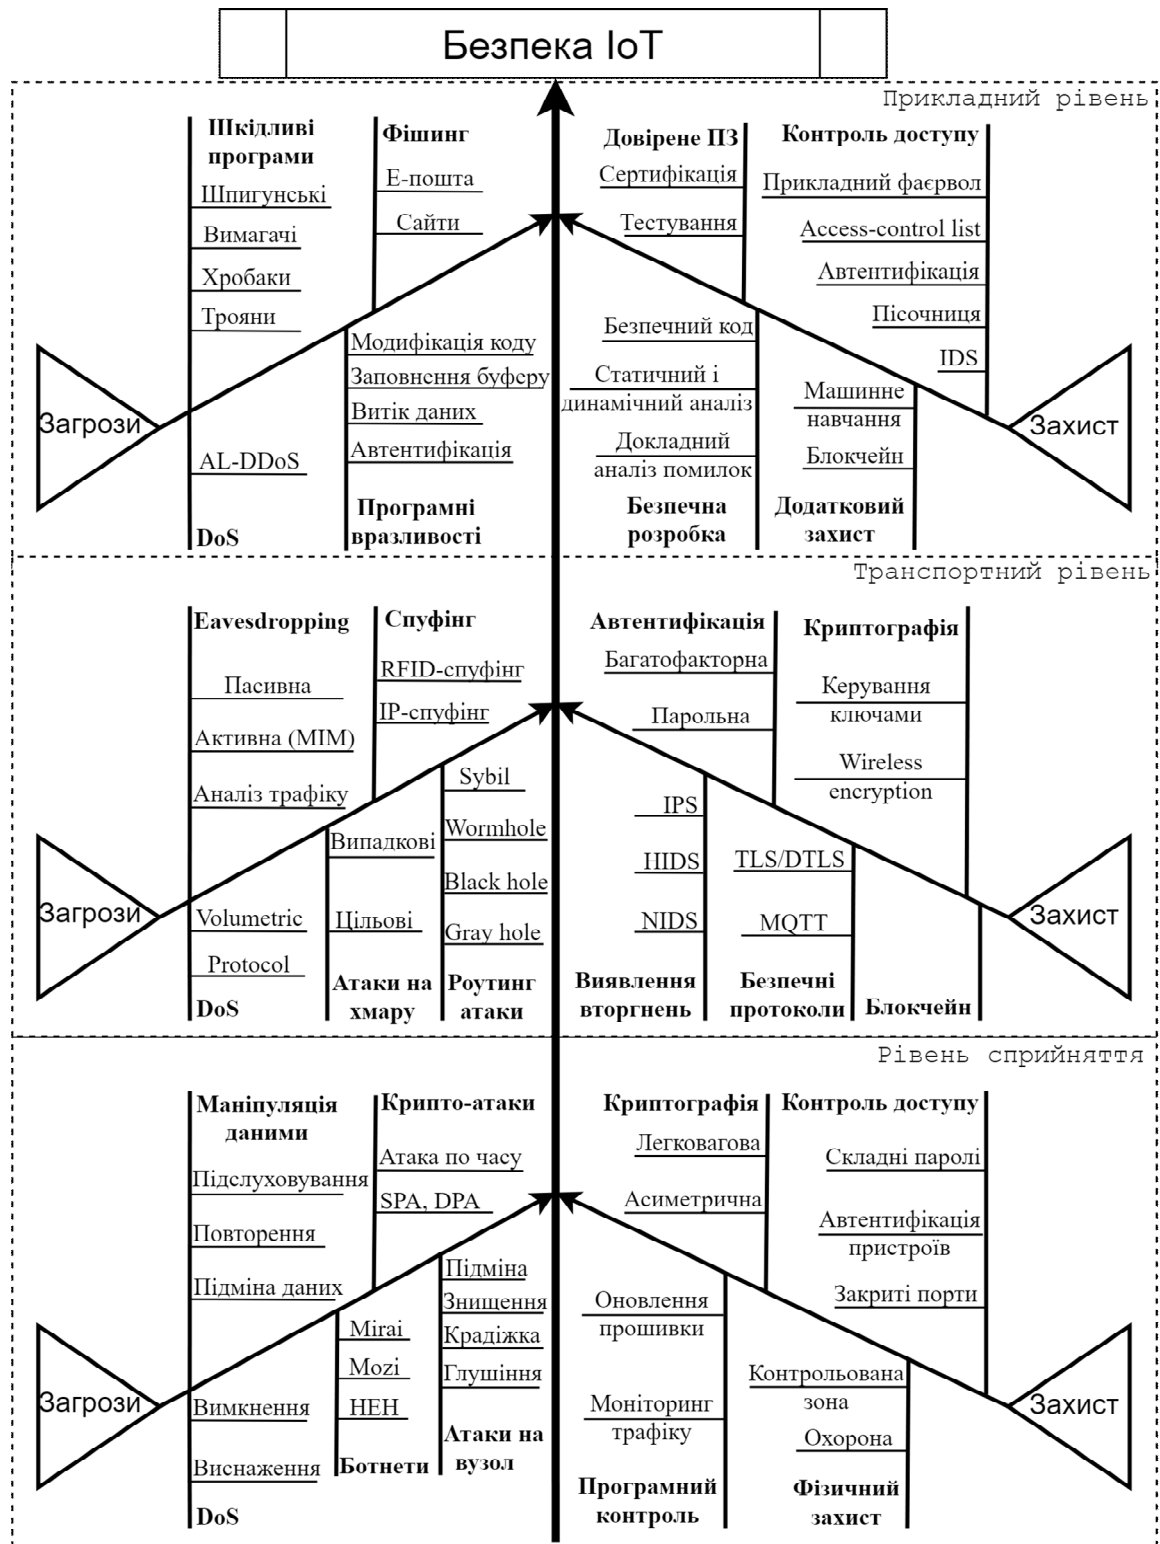 Безпека IoT
Прикладний рівень
Шкідливі
програми
Шпигунські
Вимагачі
Хробаки
Трояни
Фішинг
Е-пошта
Сайти
Довірене ПЗ
Сертифікація
Тестування
Контроль доступу
Прикладний фаєрвол
Access-control list
Автентифікація
Пісочниця
IDS
Загрози
AL-DDoS
DoS
Модифікація коду
Заповнення буферу
Витік даних
Автентифікація
Програмні
вразливості
Безпечний код
Статичний і
динамічний аналіз
Докладний
аналіз помилок
Безпечна
розробка
Машинне
навчання
Блокчейн
Додатковий
захист
Захист
Транспортний рівень
Eavesdropping
Пасивна
Активна (MIM)
Аналіз трафіку
Спуфінг
RFID-спуфінг
IP-спуфінг
Автентифікація
Багатофакторна
Парольна
Криптографія
Керування
ключами
Wireless
encryption
Загрози
Volumetric
Protocol
DoS
Випадкові
Цільові
Атаки на
хмару
Sybil
Wormhole
Black hole
Gray hole
Роутинг
атаки
IPS
HIDS
NIDS
Виявлення
вторгнень
TLS/DTLS
MQTT
Безпечні
протоколи
Блокчейн
Захист
Рівень сприйняття
Маніпуляція
даними
Підслуховування
Повторення
Підміна даних
Крипто-атаки
Атака по часу
SPA, DPA
Криптографія
Легковагова
Асиметрична
Контроль доступу
Складні паролі
Автентифікація
пристроїв
Закриті порти
Загрози
Вимкнення
Виснаження
DoS
Mirai
Mozi
HEH
Ботнети
Підміна
Знищення
Крадіжка
Глушіння
Атаки на
вузол
Оновлення
прошивки
Моніторинг
трафіку
Програмний
контроль
Контрольована
зона
Охорона
Фізичний
захист
Захист